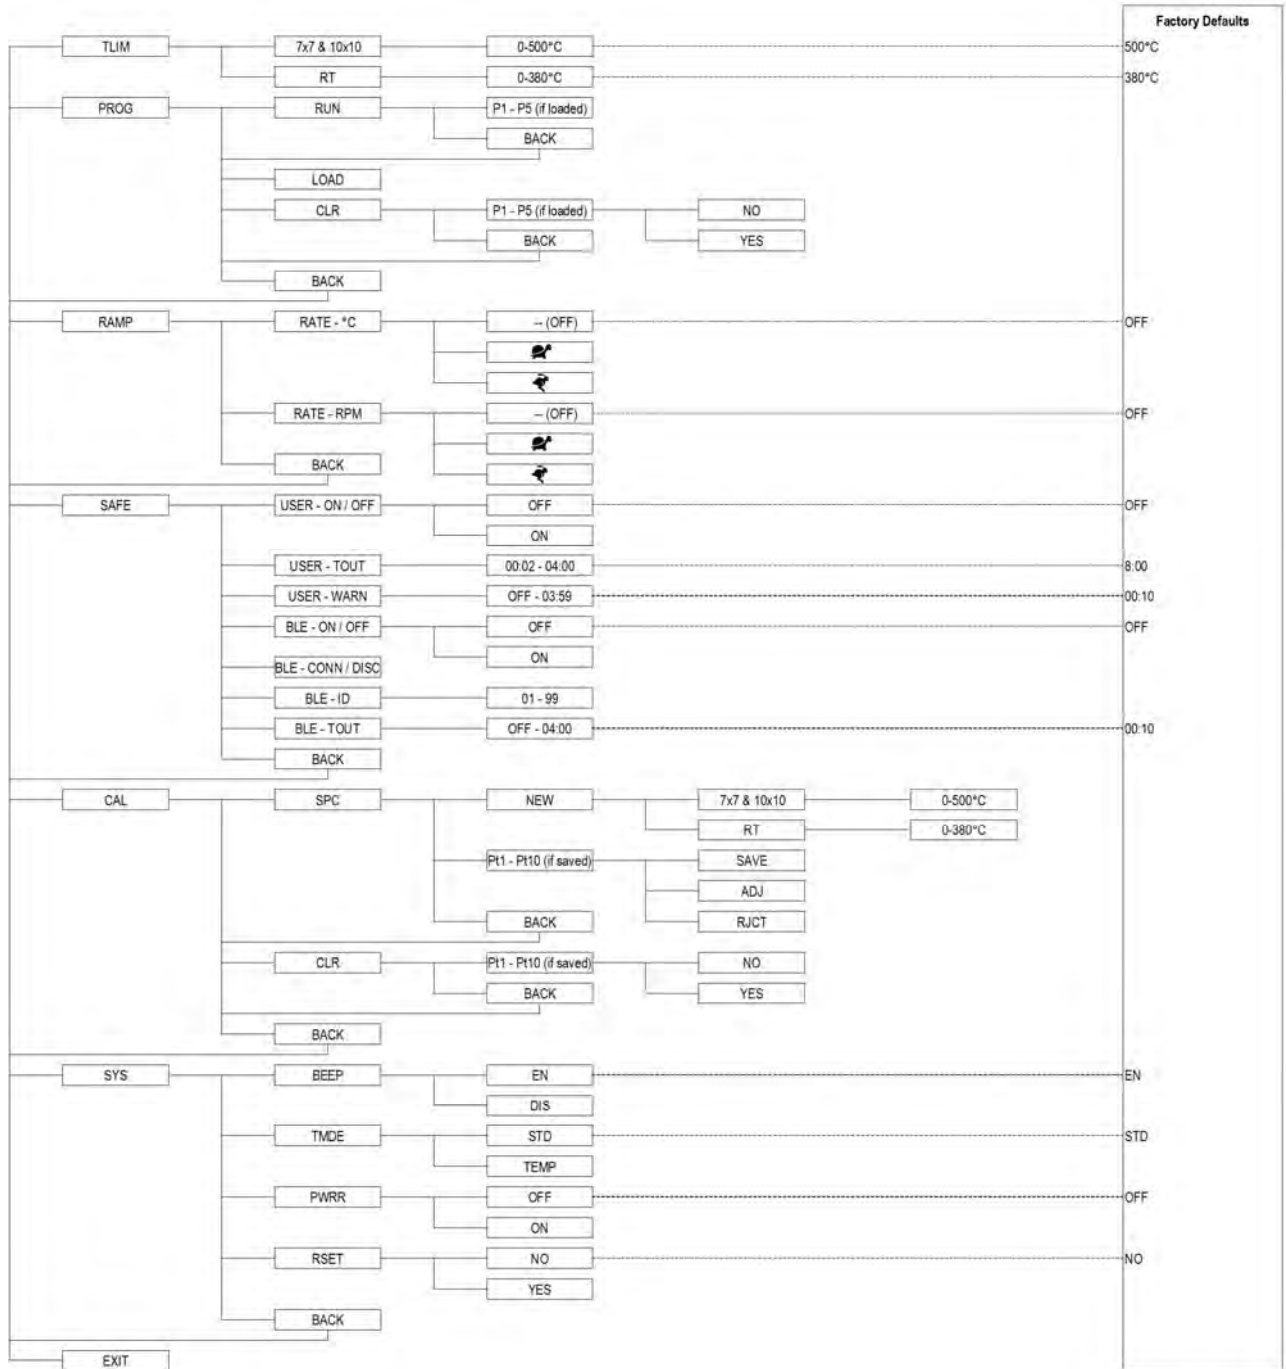 Factory Defaults
TLIM 7x7 & 10x10 0-500°C 500°C
RT 0-380°C 380°C
PROG RUN P1 - P5 (if loaded)
BACK
LOAD
CLR P1 - P5 (if loaded) NO
BACK YES
BACK
RAMP RATE - °C -- (OFF) OFF
RATE - RPM -- (OFF) OFF
BACK
SAFE USER - ON / OFF OFF OFF
ON
USER - TOUT 00:02 - 04:00 8:00
USER - WARN OFF - 03:59 00:10
BLE - ON / OFF OFF OFF
ON
BLE - CONN / DISC
BLE - ID 01 - 99
BLE - TOUT OFF - 04:00 00:10
BACK
CAL SPC NEW 7x7 & 10x10 0-500°C
RT 0-380°C
Pt1 - Pt10 (if saved) SAVE
ADJ
BACK RJCT
CLR Pt1 - Pt10 (if saved) NO
BACK YES
BACK
SYS BEEP EN EN
DIS
TMDE STD STD
TEMP
PWRR OFF OFF
ON
RSET NO NO
YES
BACK
EXIT